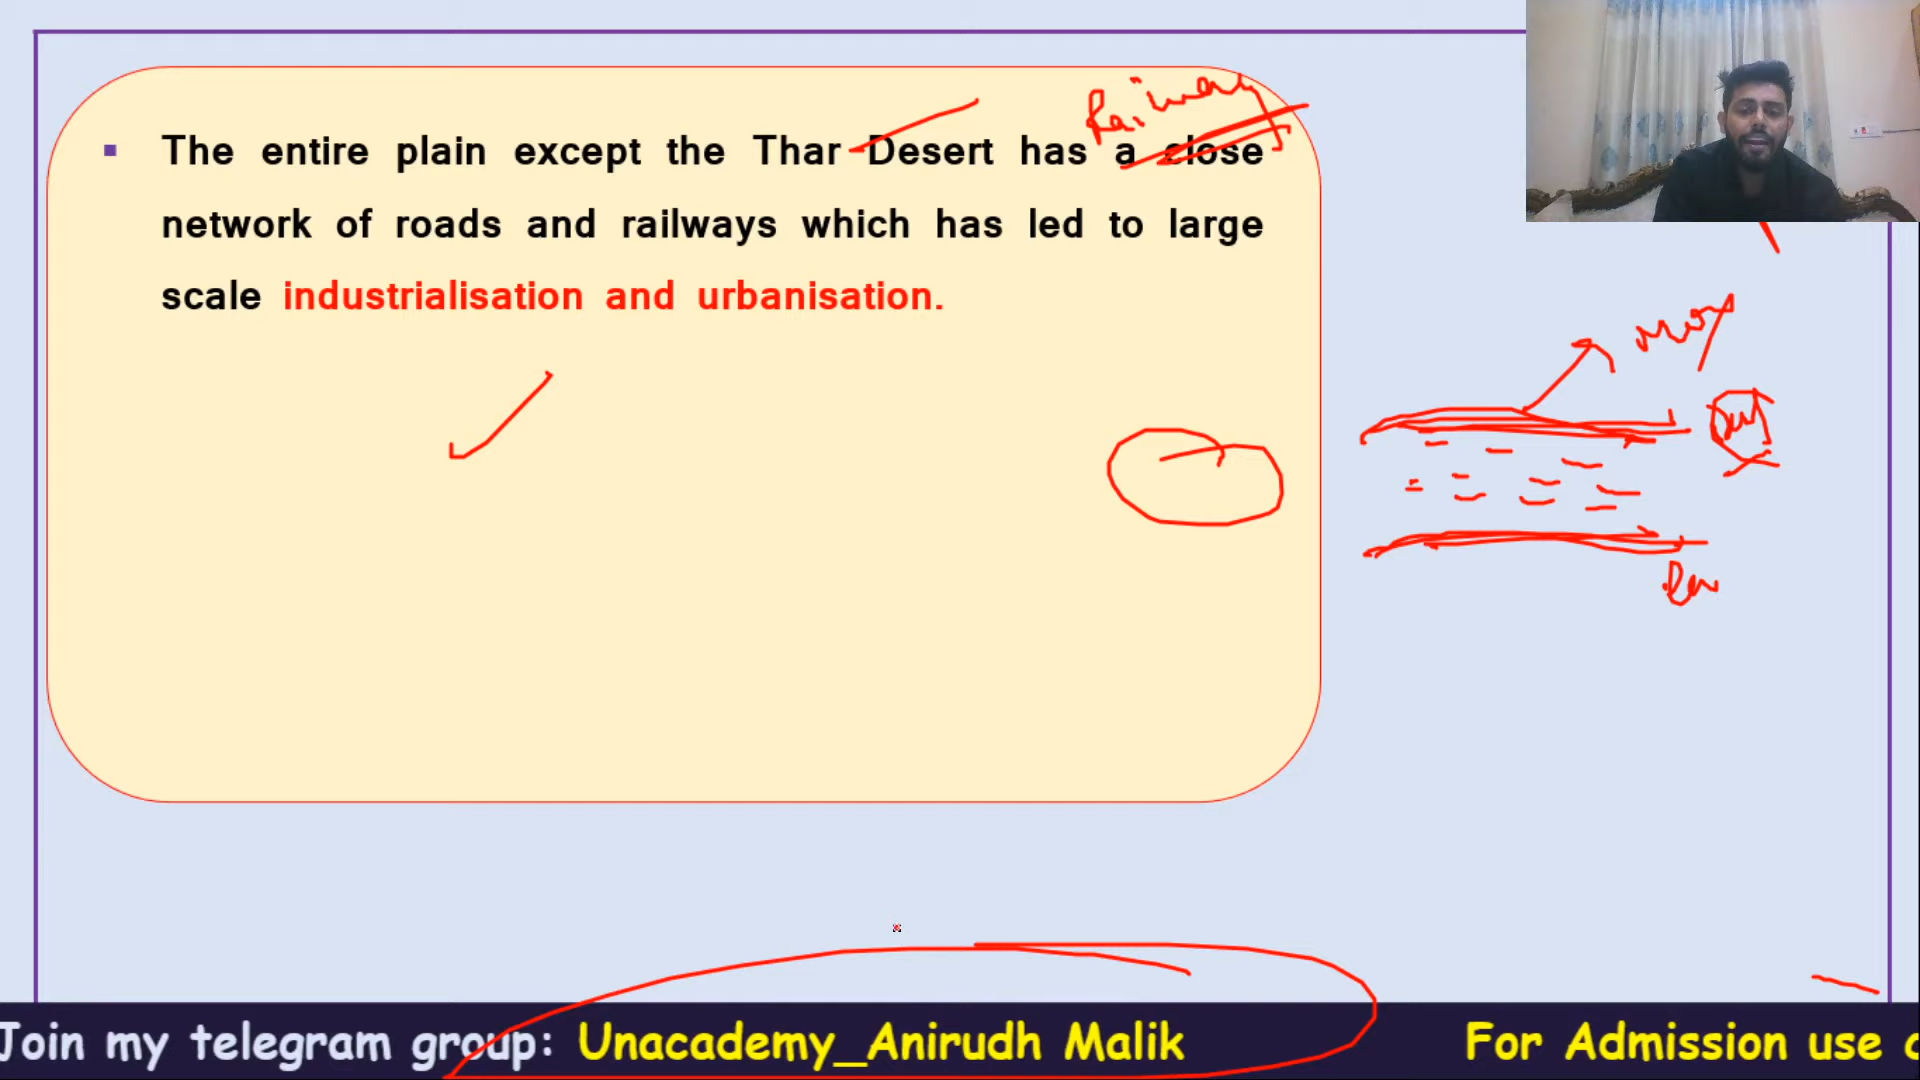 Railways
The entire plain except the Thar Desert has a close
network of roads and railways which has led to large
scale industrialisation and urbanisation.
Join my telegram group: Unacademy_Anirudh Malik For Admission use c